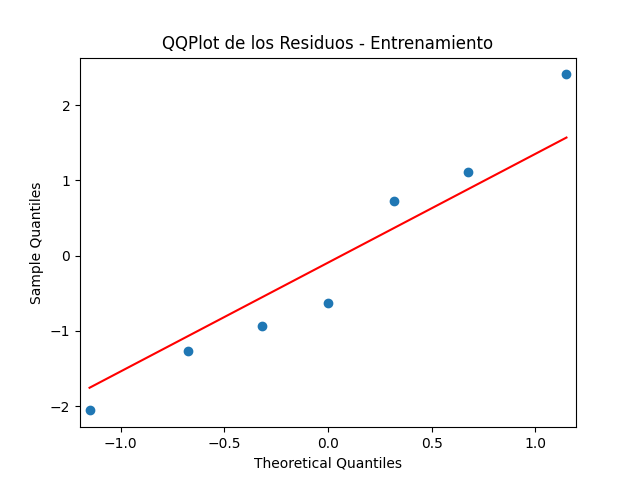 QQPlot de los Residuos - Entrenamiento
Sample Quantiles
2
1
0
−1
−2
−1.0 −0.5 0.0 0.5 1.0
Theoretical Quantiles